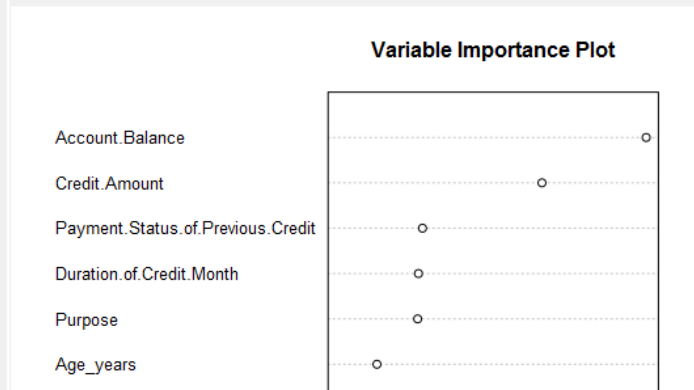 Variable Importance Plot
Account.Balance
Credit.Amount
Payment.Status.of.Previous.Credit
Duration.of.Credit.Month
Purpose
Age_years